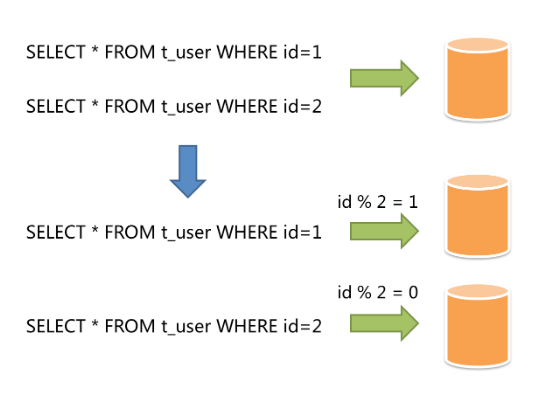 SELECT * FROM t_user WHERE id=1
SELECT * FROM t_user WHERE id=2
id % 2 = 1
SELECT * FROM t_user WHERE id=1
id % 2 = 0
SELECT * FROM t_user WHERE id=2